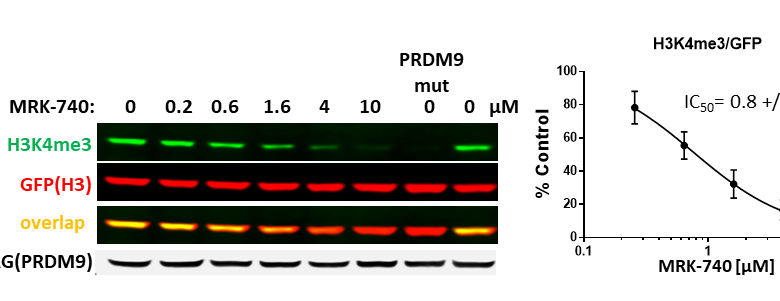 PRDM9
mut
MRK-740: 0 0.2 0.6 1.6 4 10 0 0 µM
H3K4me3
GFP(H3)
overlap
G(PRDM9)
H3K4me3/GFP
100
80
60
40
20
0
% Control
IC50= 0.8 +/
0.1 1
MRK-740 [µM]